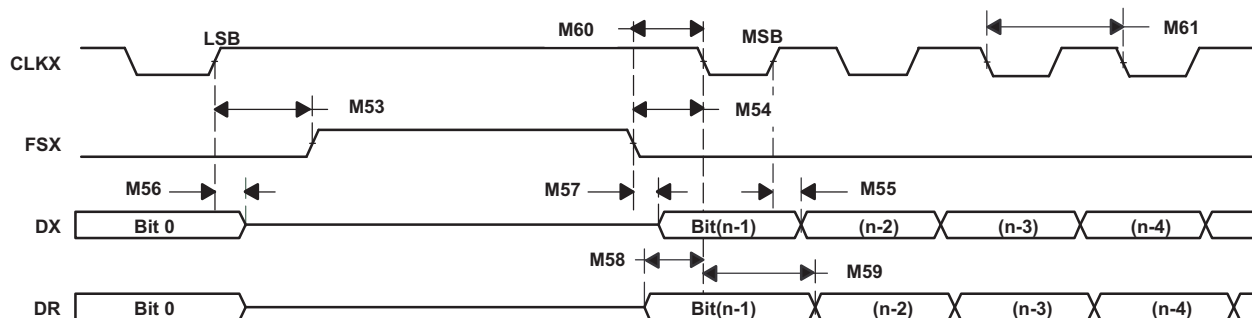 M60
LSB
MSB
M61
CLKX
M53
M54
FSX
M56
M57
M55
DX
Bit 0
Bit(n-1)
(n-2)
(n-3)
(n-4)
M58
M59
DR
Bit 0
Bit(n-1)
(n-2)
(n-3)
(n-4)